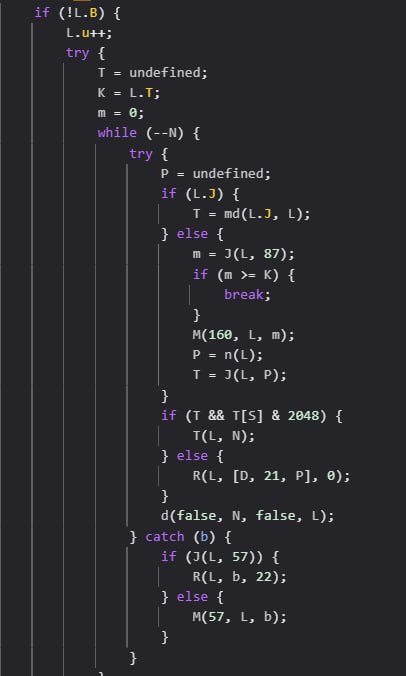 if (!L.B) {
L.u++;
try {
T = undefined;
K = L.T;
m = 0;
while (--N) {
try {
P = undefined;
if (L.J) {
T = md(L.J, L);
} else {
m = J(L, 87);
if (m >= K) {
break;
}
M(160, L, m);
P = n(L);
T = J(L, P);
}
if (T && T[S] & 2048) {
T(L, N);
} else {
R(L, [D, 21, P], 0);
}
d(false, N, false, L);
} catch (b) {
if (J(L, 57)) {
R(L, b, 22);
} else {
M(57, L, b);
}
}
}